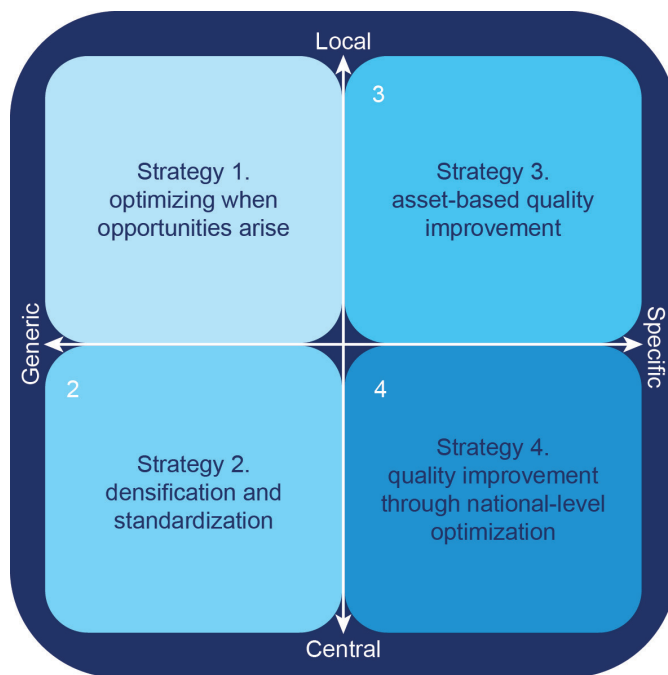 Local
Strategy 1.
optimizing when
opportunities arise
3
Strategy 3.
asset-based quality
improvement
Generic
Specific
2
Strategy 2.
densification and
standardization
4
Strategy 4.
quality improvement
through national-level
optimization
Central